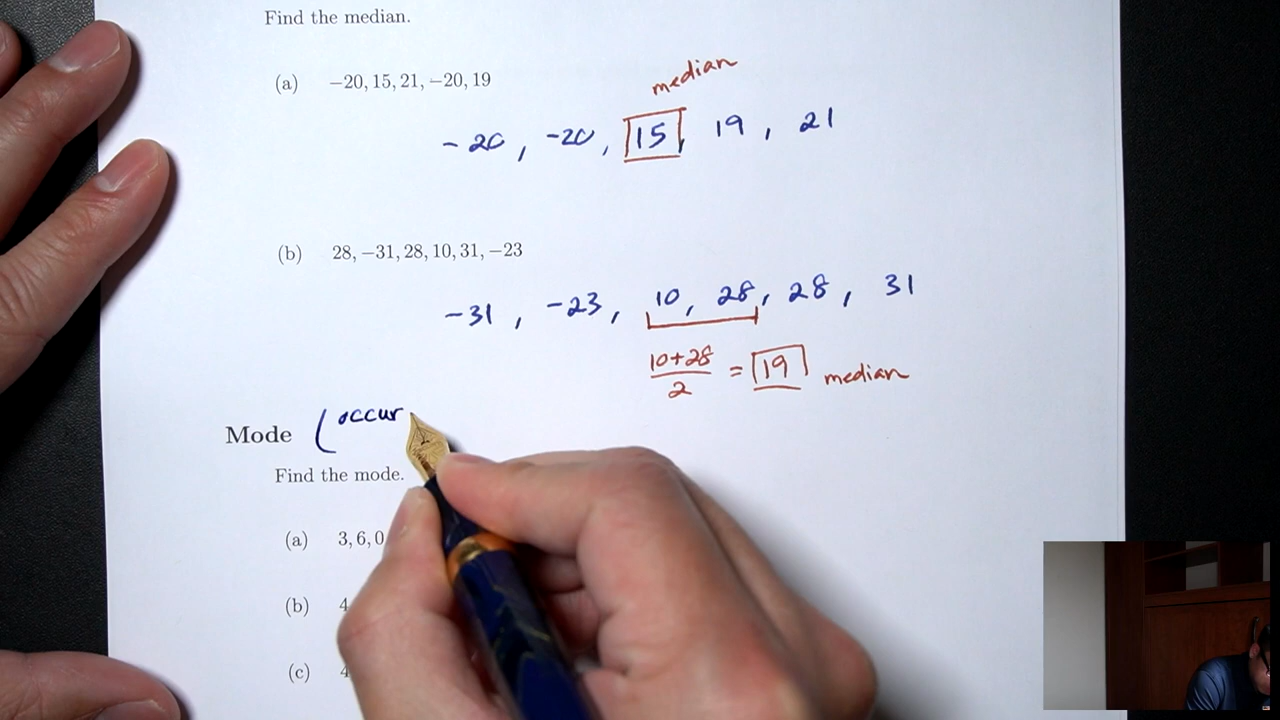 Find the median.
median
(a) −20, 15, 21, −20, 19
-20, -20, 15, 19, 21
(b) 28, −31, 28, 10, 31, −23
-31, -23, 10, 28, 28, 31
10+28
2
= 19 median
Mode (occur
Find the mode.
(a) 3, 6, 0
(b) 4
(c) 4